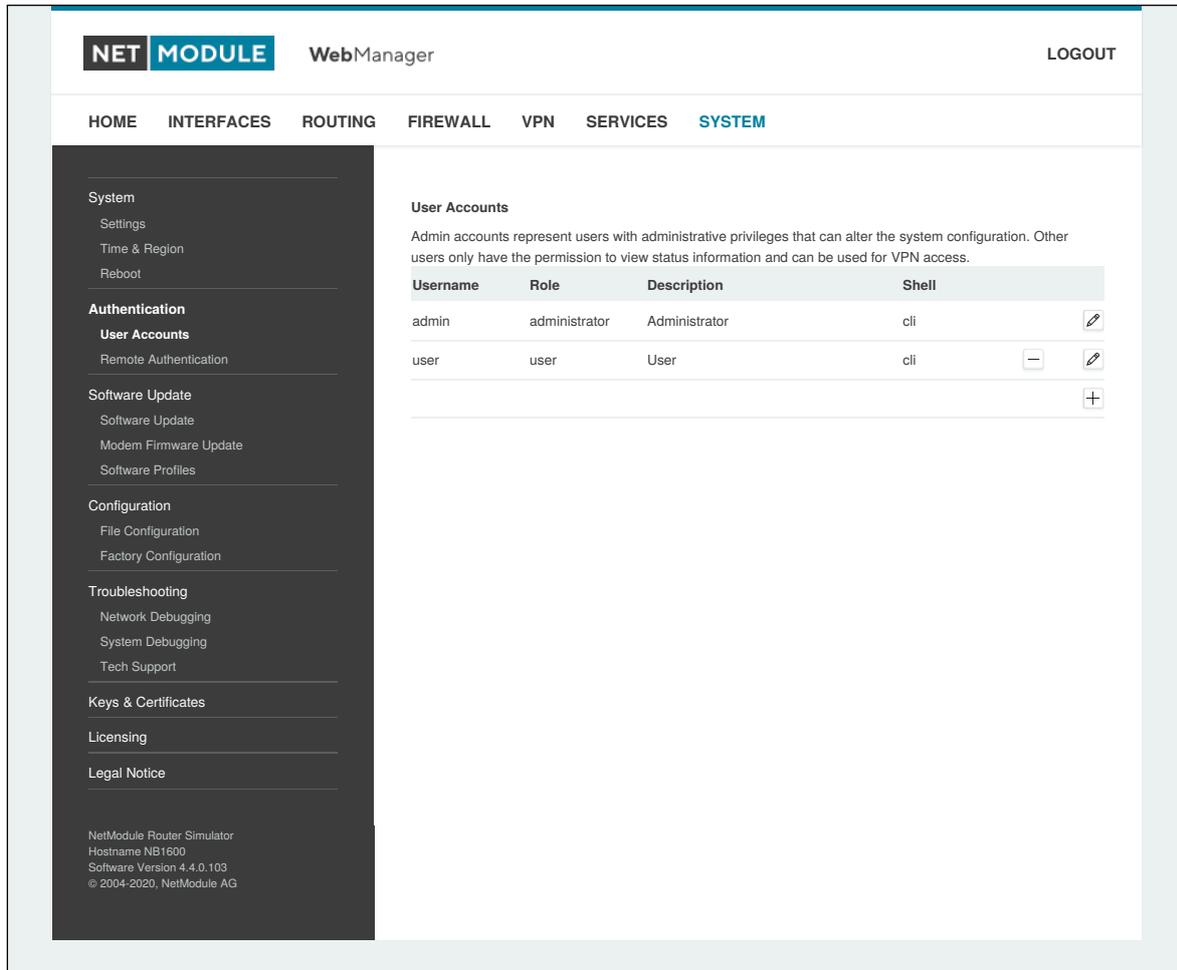 NET MODULE WebManager LOGOUT
HOME INTERFACES ROUTING FIREWALL VPN SERVICES SYSTEM
System
Settings
Time & Region
Reboot
Authentication
User Accounts
Remote Authentication
Software Update
Software Update
Modem Firmware Update
Software Profiles
Configuration
File Configuration
Factory Configuration
Troubleshooting
Network Debugging
System Debugging
Tech Support
Keys & Certificates
Licensing
Legal Notice
NetModule Router Simulator
Hostname NB1600
Software Version 4.4.0.103
© 2004-2020, NetModule AG
User Accounts
Admin accounts represent users with administrative privileges that can alter the system configuration. Other
users only have the permission to view status information and can be used for VPN access.
Username Role Description Shell
admin administrator Administrator cli
user user User cli